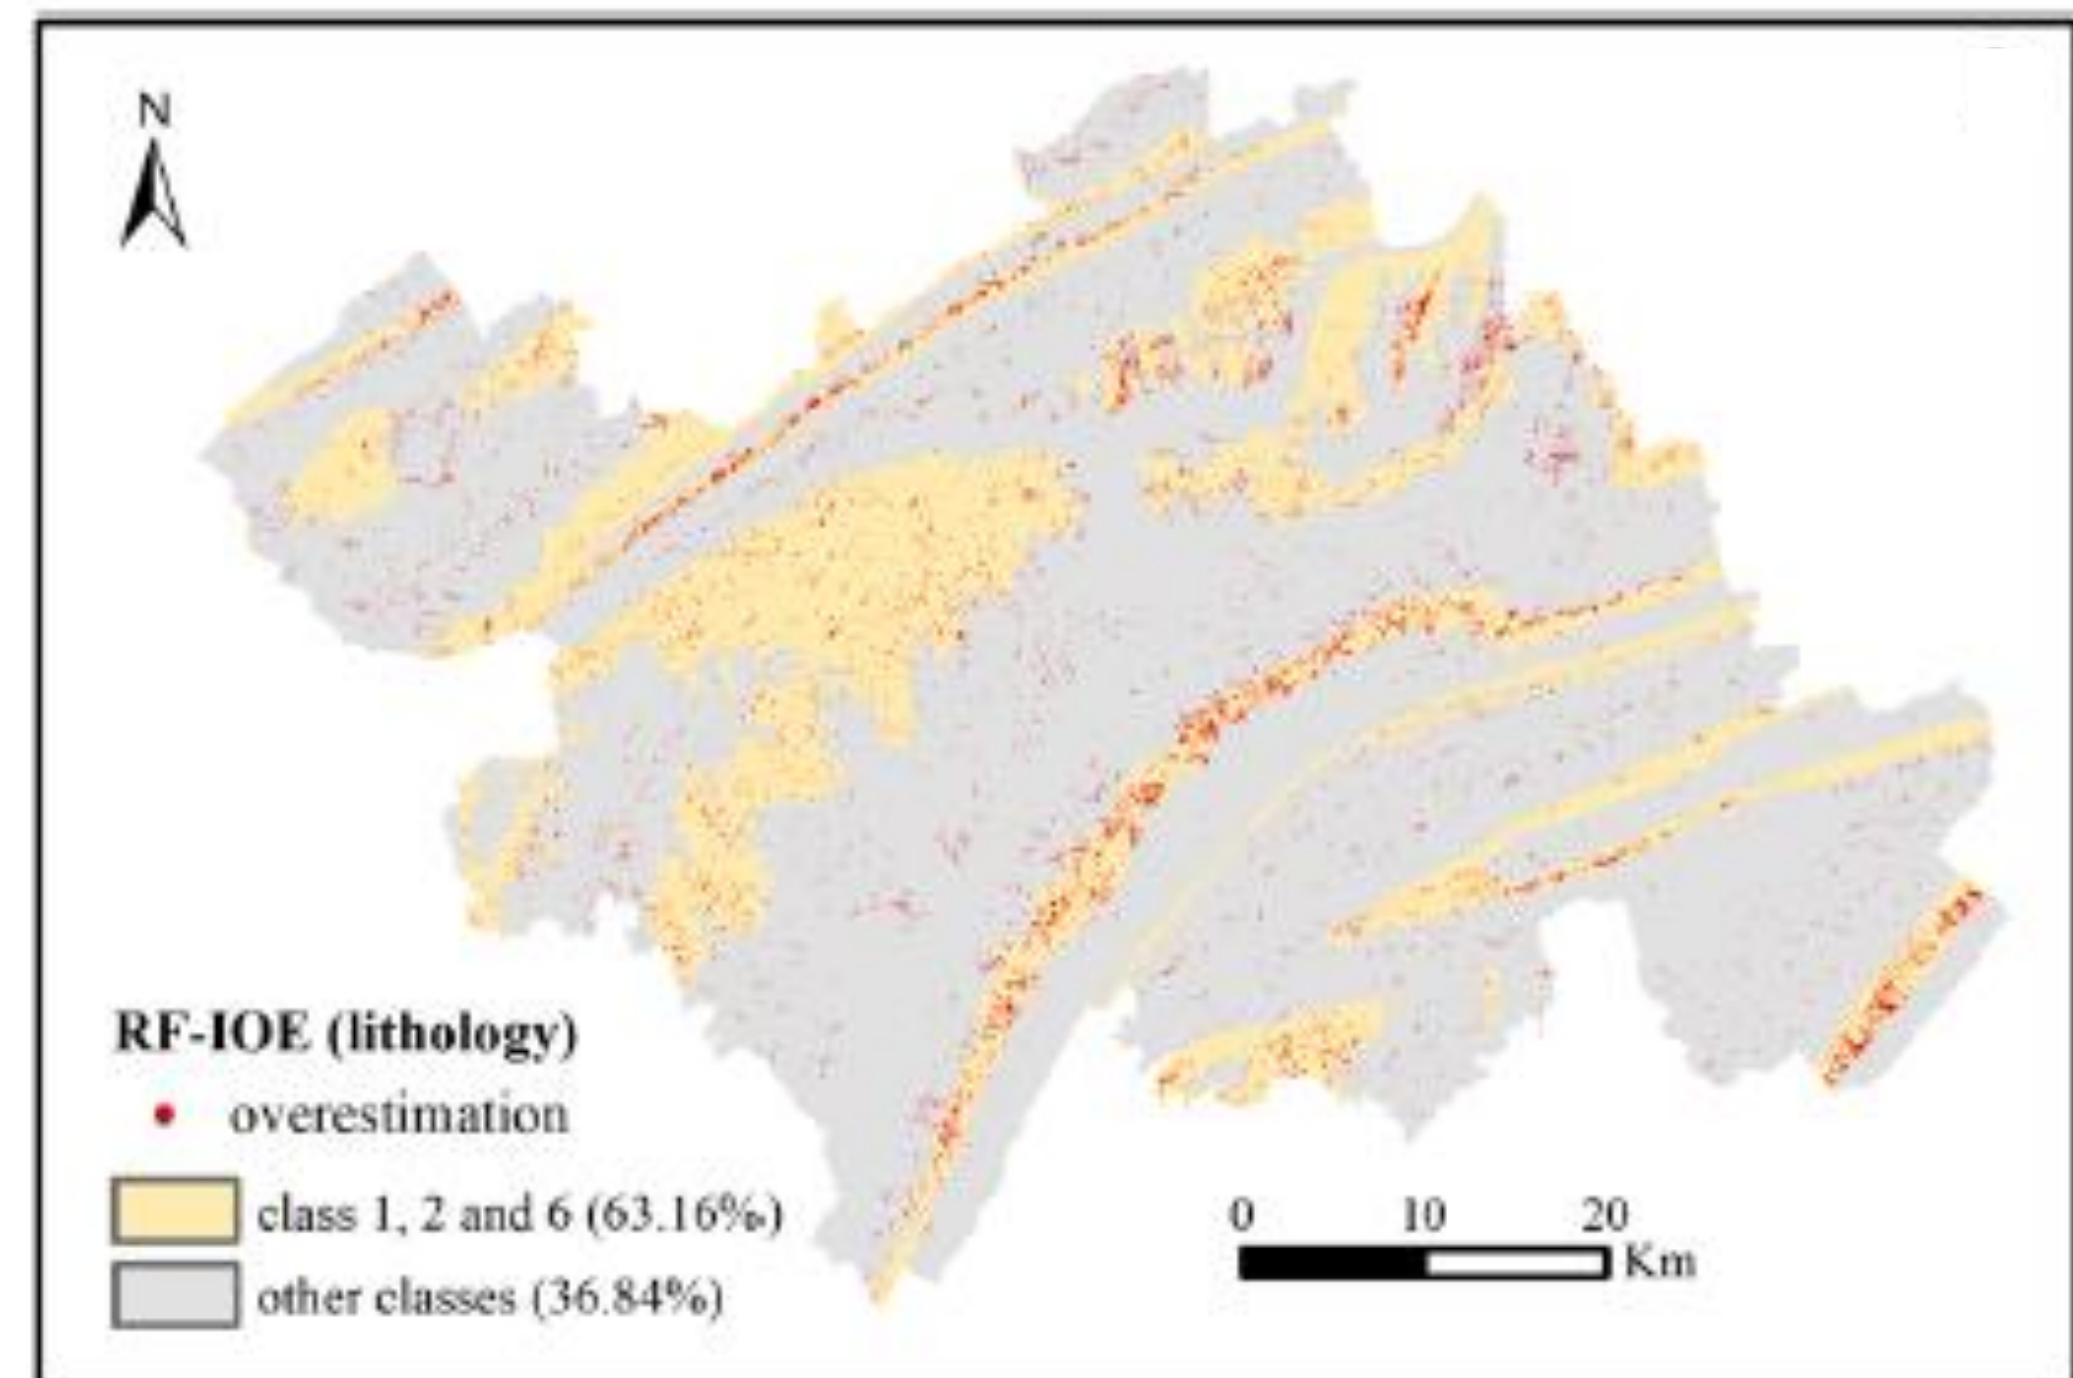 N
RF-IOE (lithology)
overestimation
class 1, 2 and 6 (63.16%)
other classes (36.84%)
0 10 20
Km